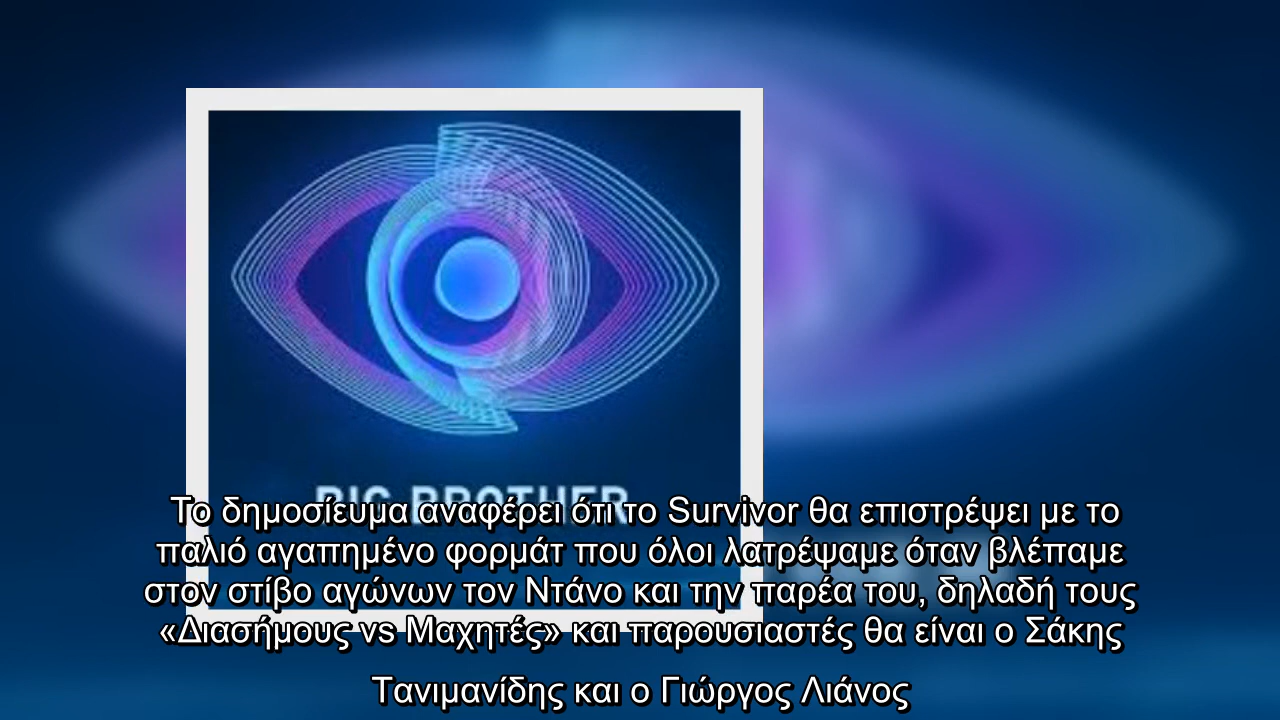 BIG BROTHER
Το δημοσίευμα αναφέρει ότι το Survivor θα επιστρέψει με το
παλιό αγαπημένο φορμάτ που όλοι λατρέψαμε όταν βλέπαμε
στον στίβο αγώνων τον Ντάνο και την παρέα του, δηλαδή τους
«Διασήμους vs Μαχητές» και παρουσιαστές θα είναι ο Σάκης
Τανιμανίδης και ο Γιώργος Λιάνος